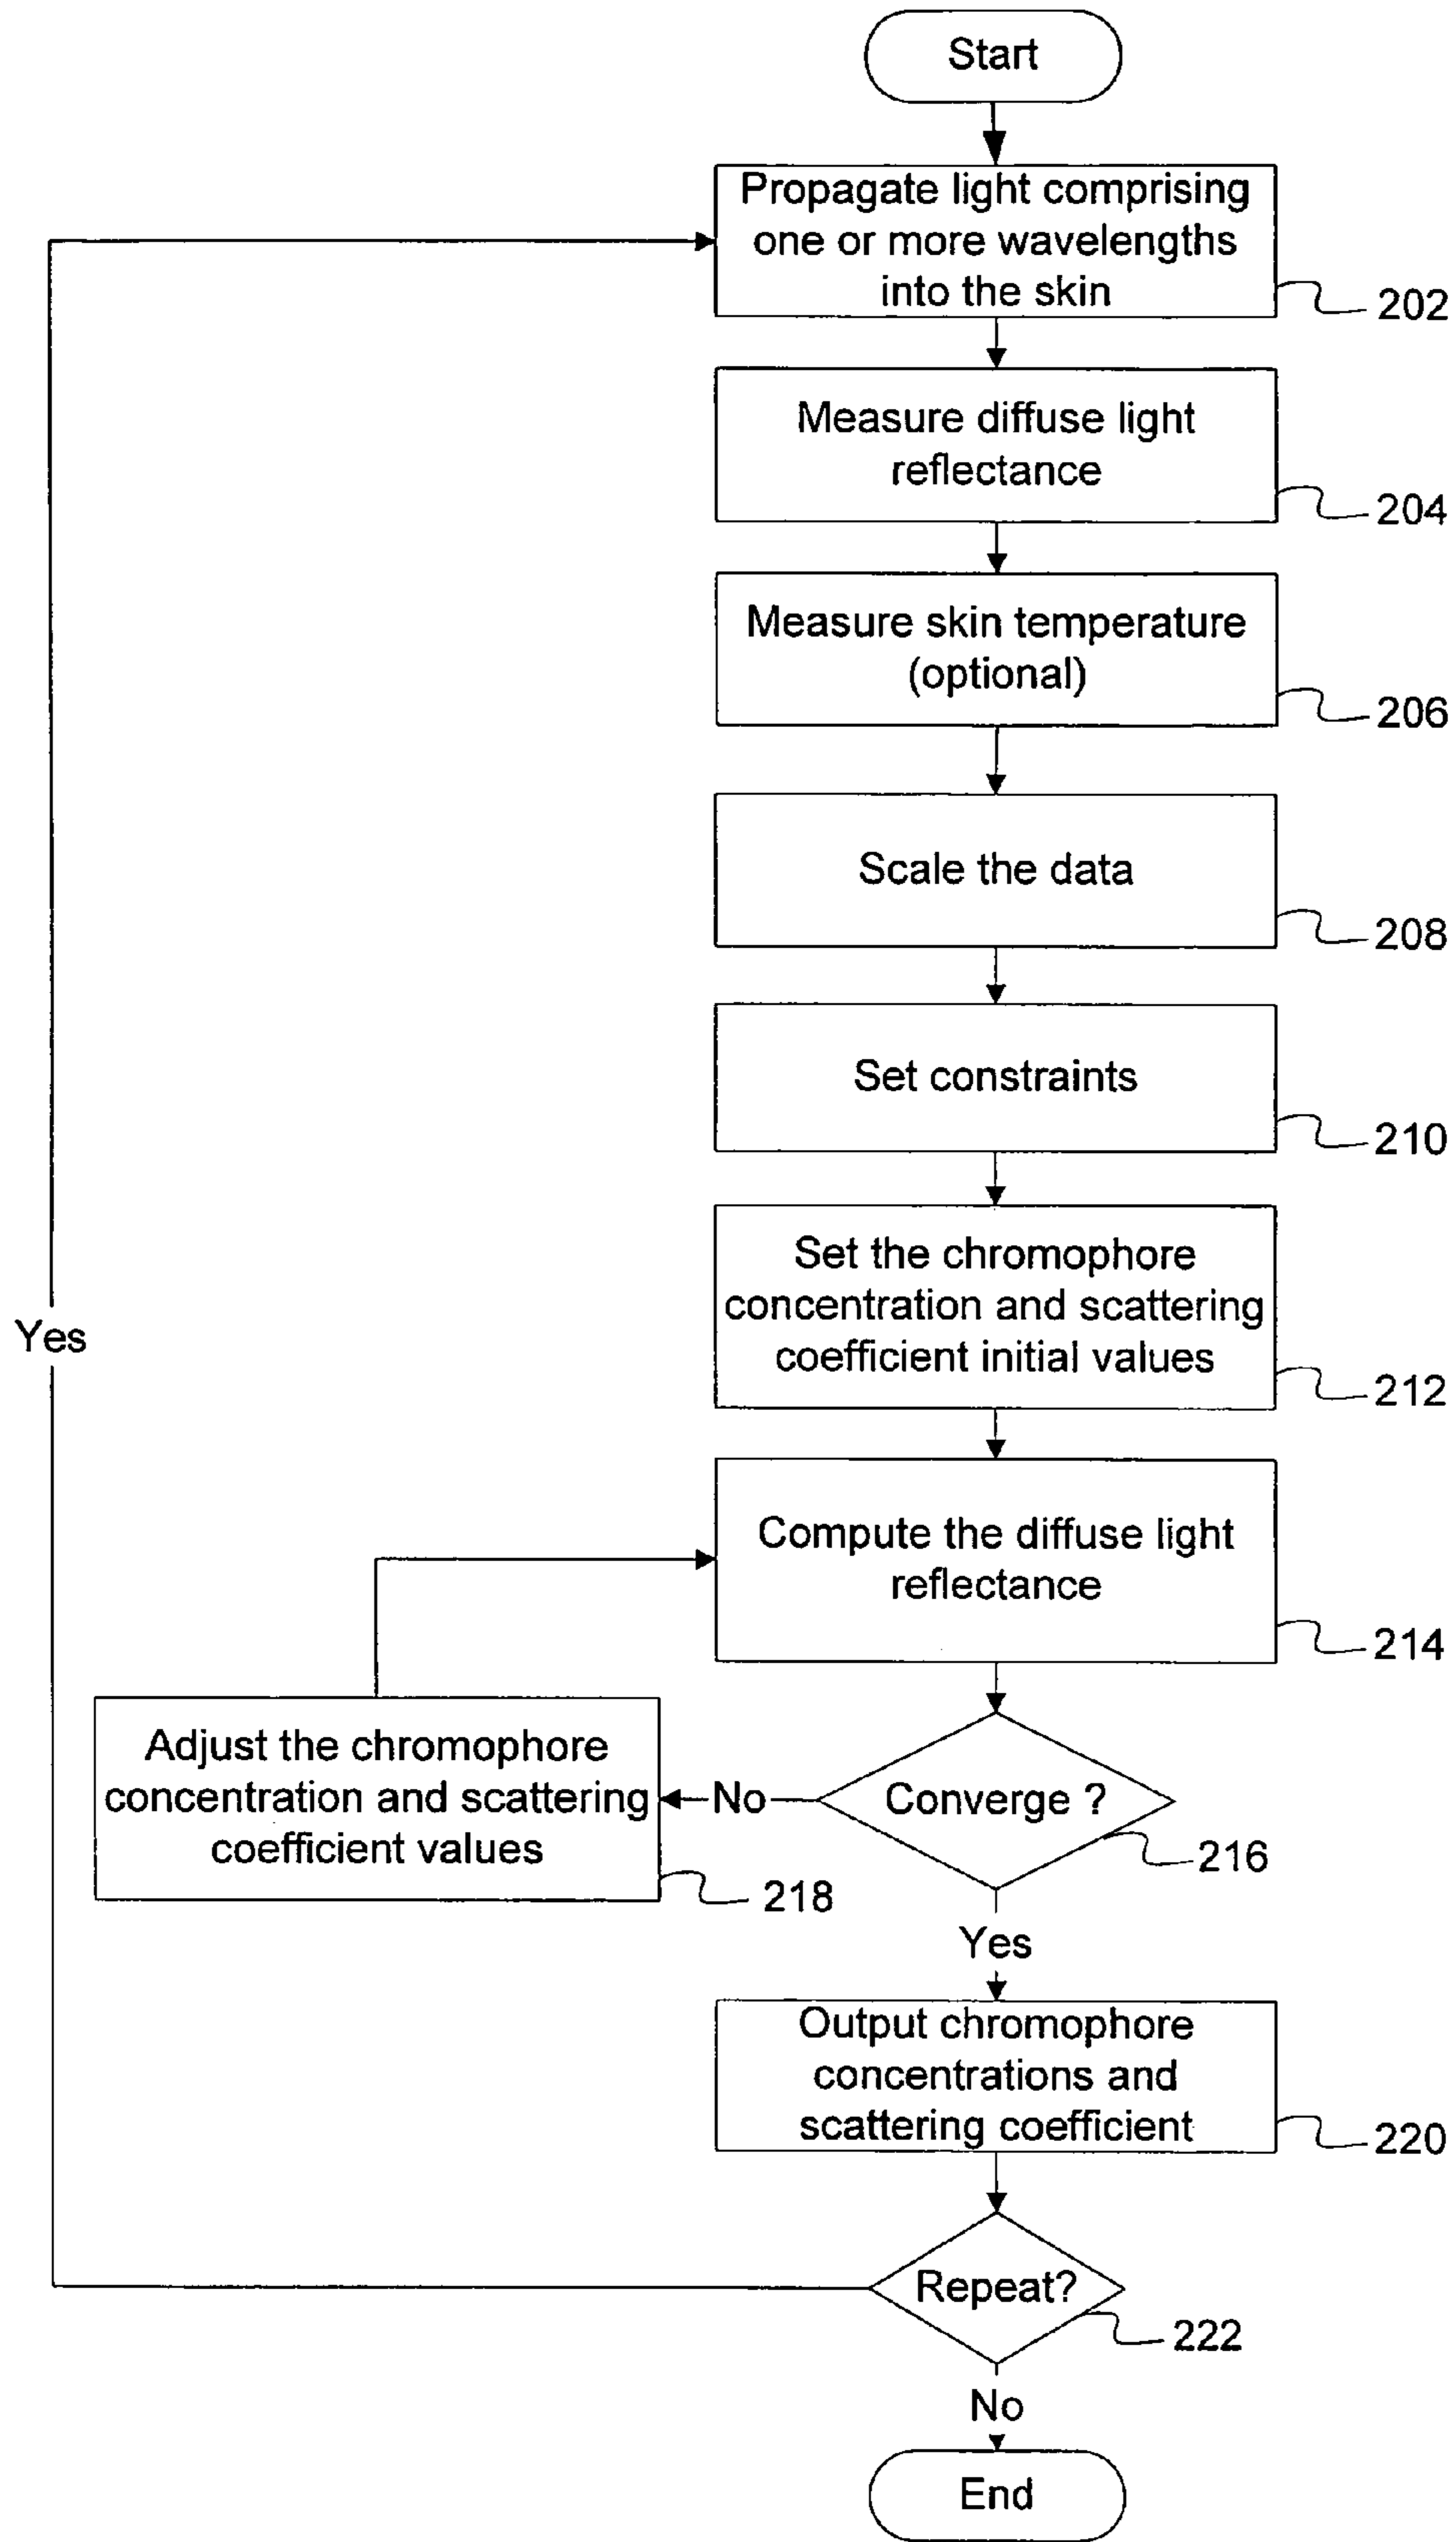 Start
Propagate light comprising
one or more wavelengths
into the skin
202
Measure diffuse light
reflectance
204
Measure skin temperature
(optional)
206
Scale the data
208
Set constraints
210
Set the chromophore
concentration and scattering
coefficient initial values
212
Yes
Compute the diffuse light
reflectance
214
Adjust the chromophore
concentration and scattering
coefficient values
218
No
Converge ?
216
Yes
Output chromophore
concentrations and
scattering coefficient
220
Repeat?
222
No
End